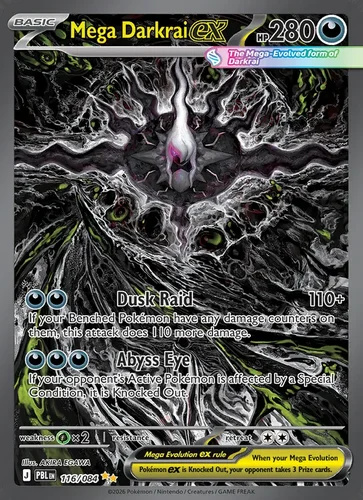 BASIC Mega Darkrai ex HP 280
The Mega-Evolved form of
Darkrai
Dusk Raid 110+
If your Benched Pokémon have any damage counters
on them, this attack does 110 more damage.
Abyss Eye
If your opponent's Active Pokémon is affected by a Special
Condition, it is Knocked Out.
weakness ×2 resistance retreat
Illus. AKIRA EGAWA
Mega Evolution ex rule
When your Mega Evolution
Pokémon ex is Knocked Out, your opponent takes 3 Prize cards.
J PBL EN 116/084
©2026 Pokémon / Nintendo / Creatures / GAME FREAK